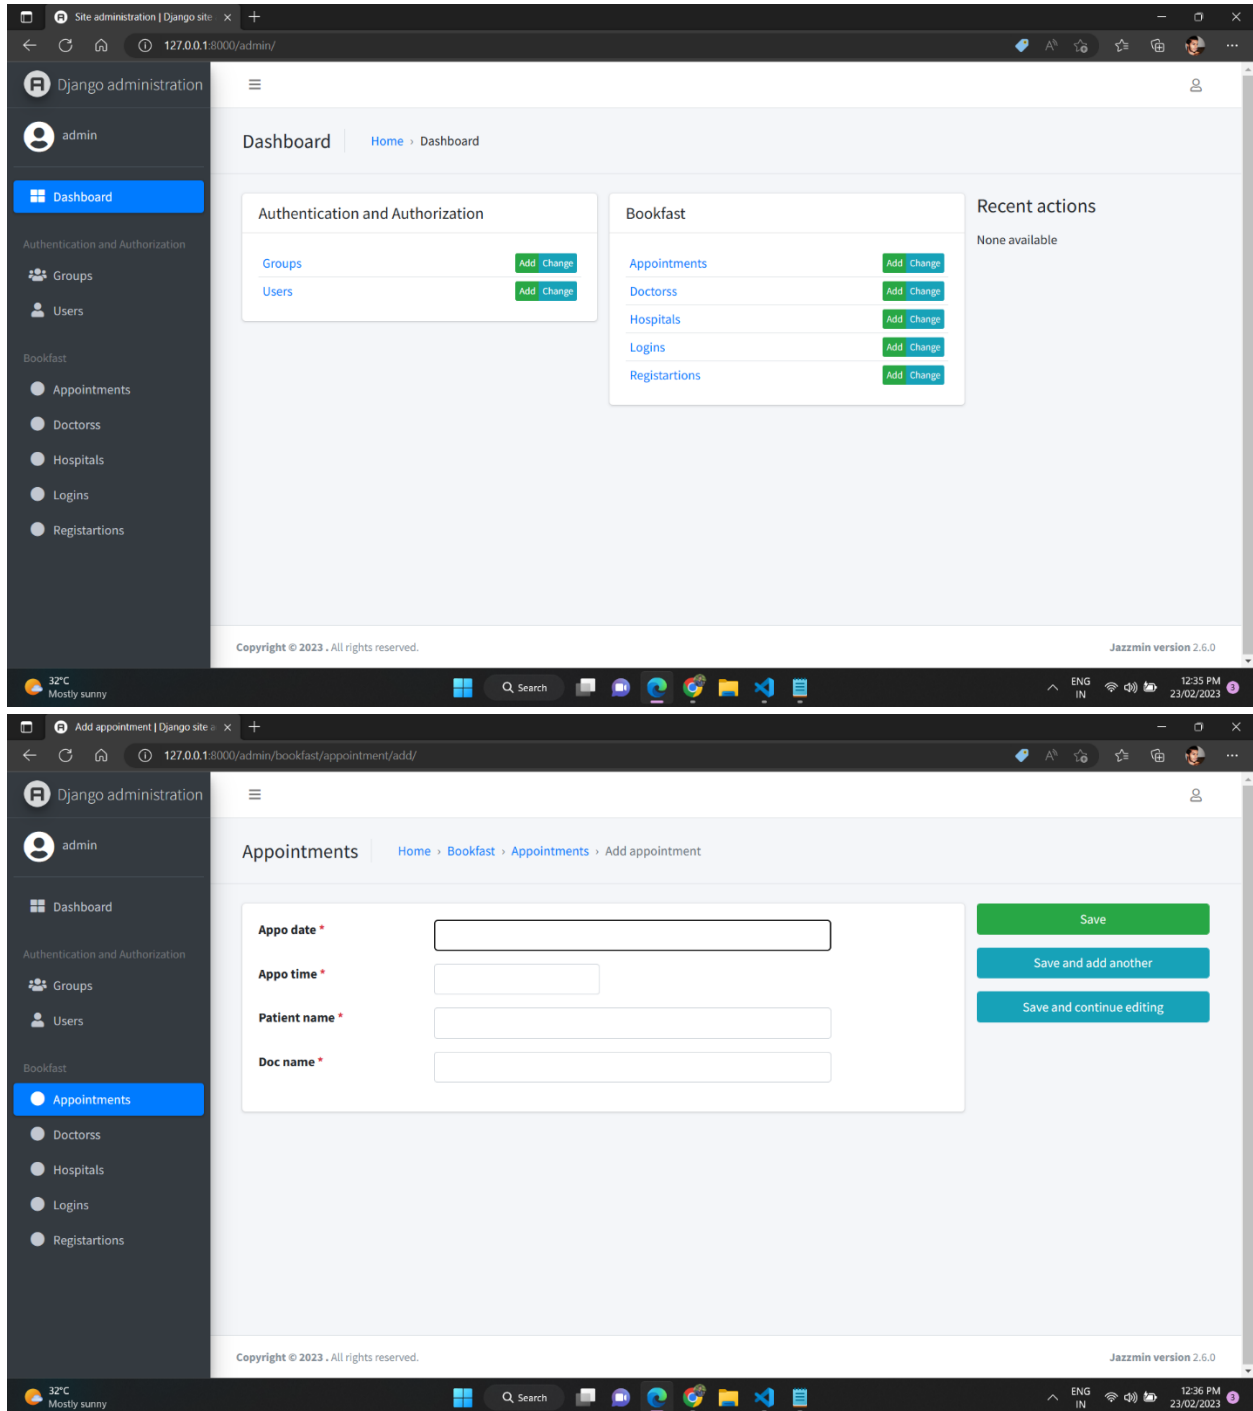 Site administration | Django site
127.0.0.1:8000/admin/
Django administration
admin
Dashboard
Authentication and Authorization
Groups
Users
Bookfast
Appointments
Doctorss
Hospitals
Logins
Registartions
Dashboard
Home › Dashboard
Authentication and Authorization
Groups Add Change
Users Add Change
Bookfast
Appointments Add Change
Doctorss Add Change
Hospitals Add Change
Logins Add Change
Registartions Add Change
Recent actions
None available
Copyright © 2023 . All rights reserved.
Jazzmin version 2.6.0
32°C
Mostly sunny
Search
ENG
IN
12:35 PM
23/02/2023
3
Add appointment | Django site a
127.0.0.1:8000/admin/bookfast/appointment/add/
Django administration
admin
Dashboard
Authentication and Authorization
Groups
Users
Bookfast
Appointments
Doctorss
Hospitals
Logins
Registartions
Appointments
Home › Bookfast › Appointments › Add appointment
Appo date *
Appo time *
Patient name *
Doc name *
Save
Save and add another
Save and continue editing
Copyright © 2023 . All rights reserved.
Jazzmin version 2.6.0
32°C
Mostly sunny
Search
ENG
IN
12:36 PM
23/02/2023
3